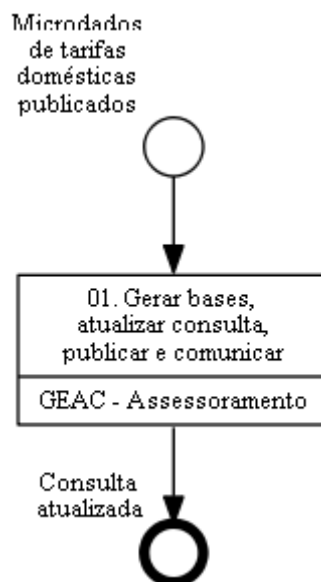 Microdados
de tarifas
domésticas
publicados
01. Gerar bases,
atualizar consulta,
publicar e comunicar
GEAC - Assessoramento
Consulta
atualizada